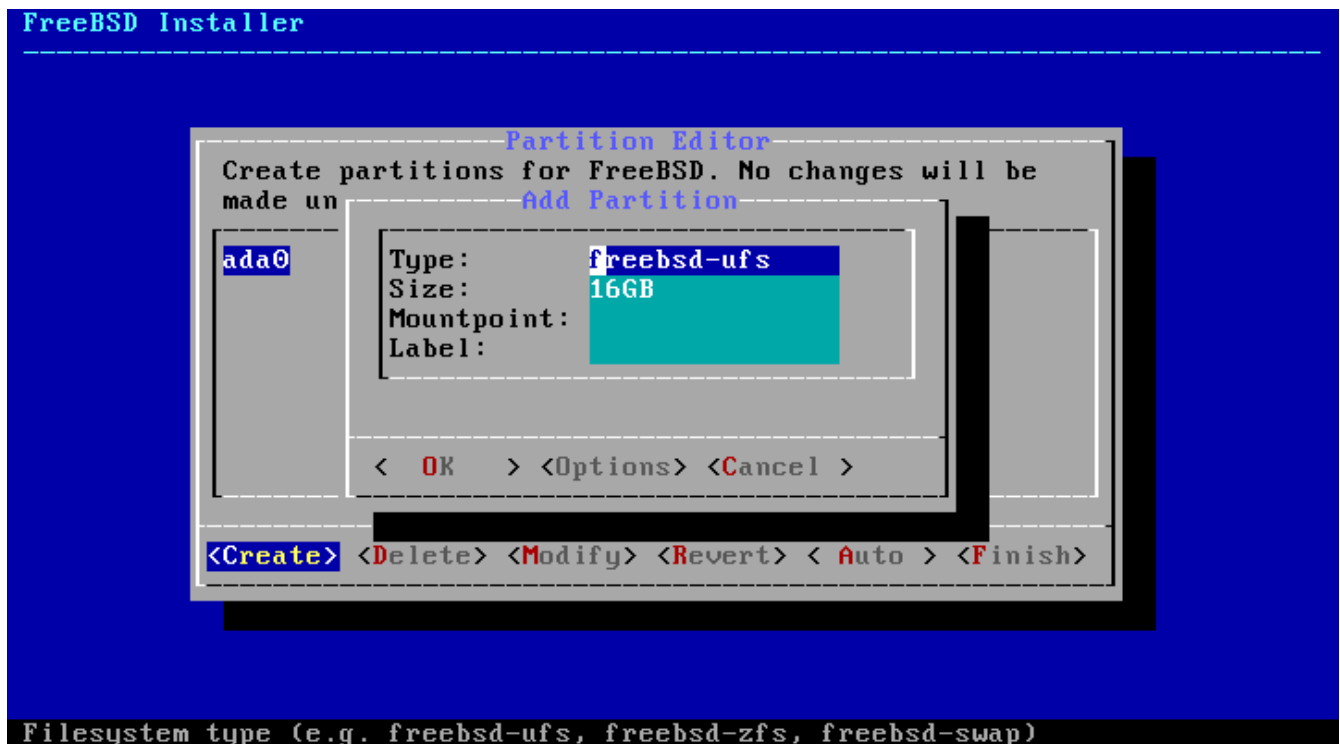 FreeBSD Installer
Partition Editor
Create partitions for FreeBSD. No changes will be
made un
Add Partition
ada0
Type: freebsd-ufs
Size: 16GB
Mountpoint:
Label:
< OK > <Options> <Cancel >
<Create> <Delete> <Modify> <Revert> < Auto > <Finish>
Filesystem type (e.g. freebsd-ufs, freebsd-zfs, freebsd-swap)